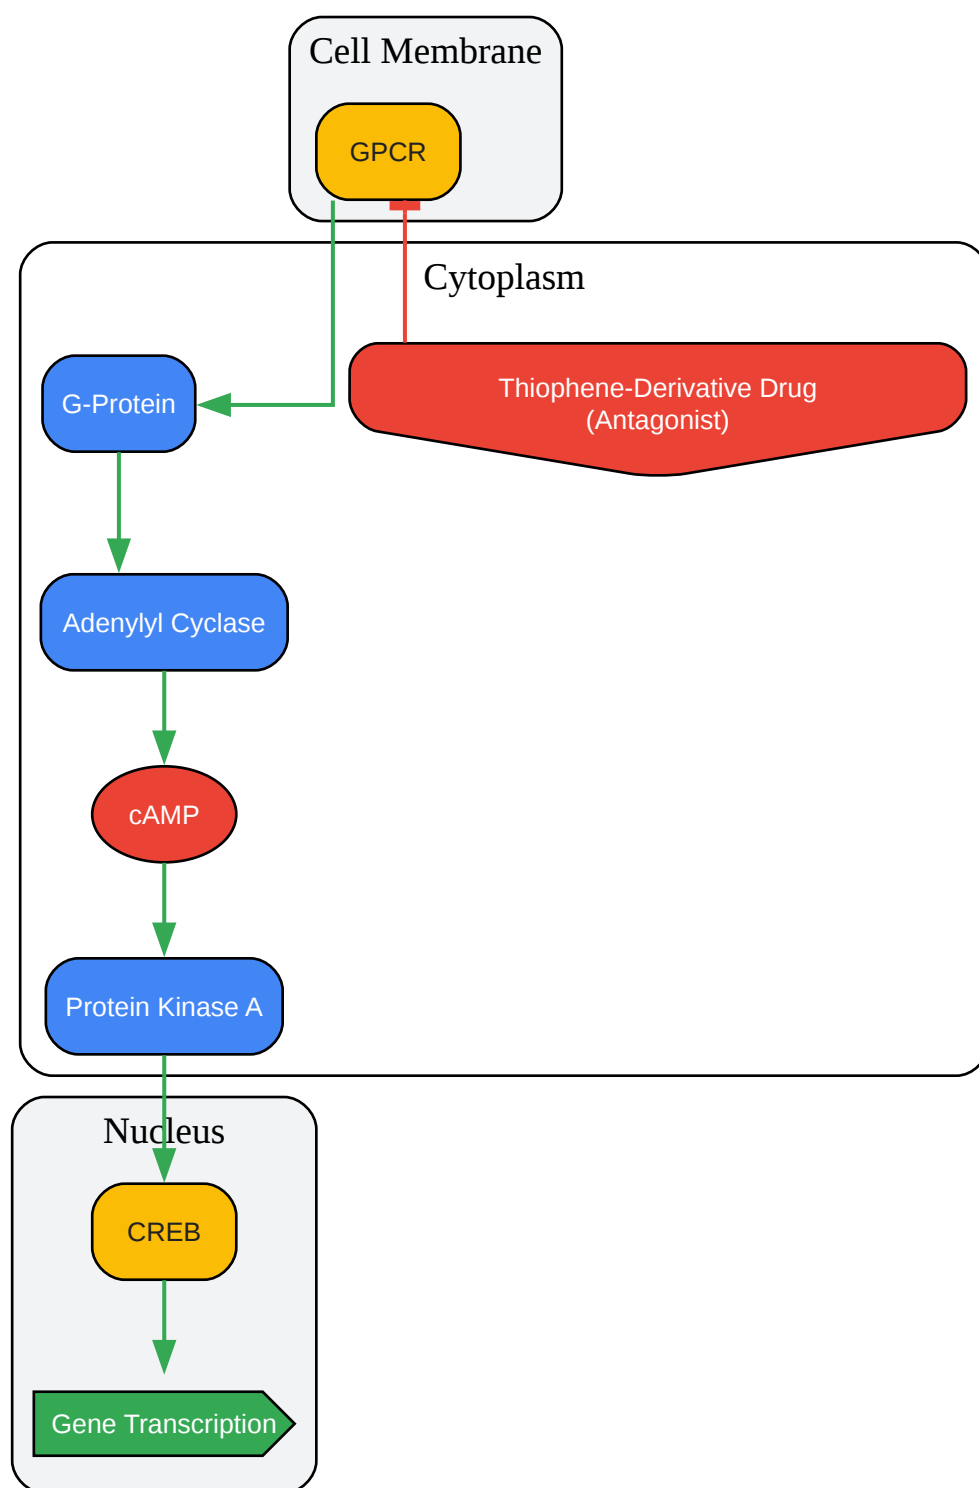 Cell Membrane
GPCR
Cytoplasm
Thiophene-Derivative Drug
(Antagonist)
G-Protein
Adenylyl Cyclase
cAMP
Protein Kinase A
Nucleus
CREB
Gene Transcription